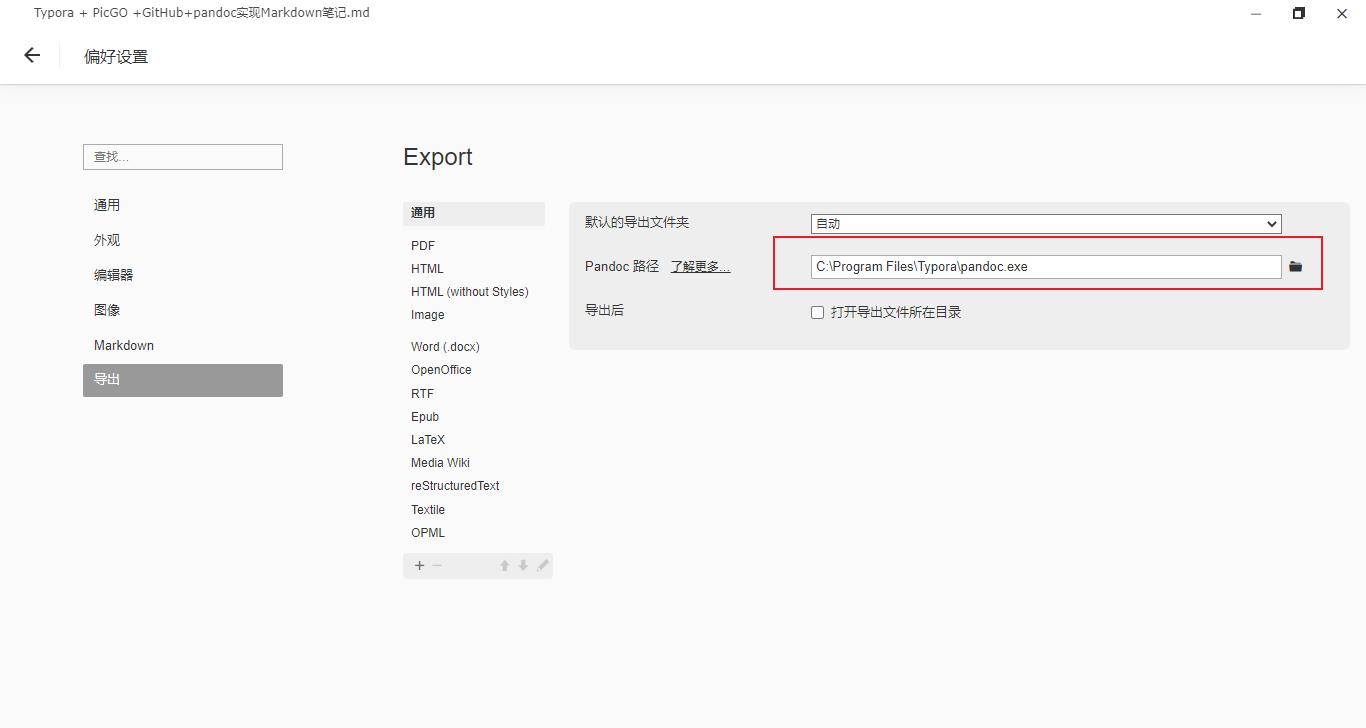 Typora + PicGO +GitHub+pandoc实现Markdown笔记.md
偏好设置
查找...
通用
外观
编辑器
图像
Markdown
导出
Export
通用
PDF
HTML
HTML (without Styles)
Image
Word (.docx)
OpenOffice
RTF
Epub
LaTeX
Media Wiki
reStructuredText
Textile
OPML
默认的导出文件夹 自动
Pandoc 路径 了解更多... C:\Program Files\Typora\pandoc.exe
导出后 打开导出文件所在目录